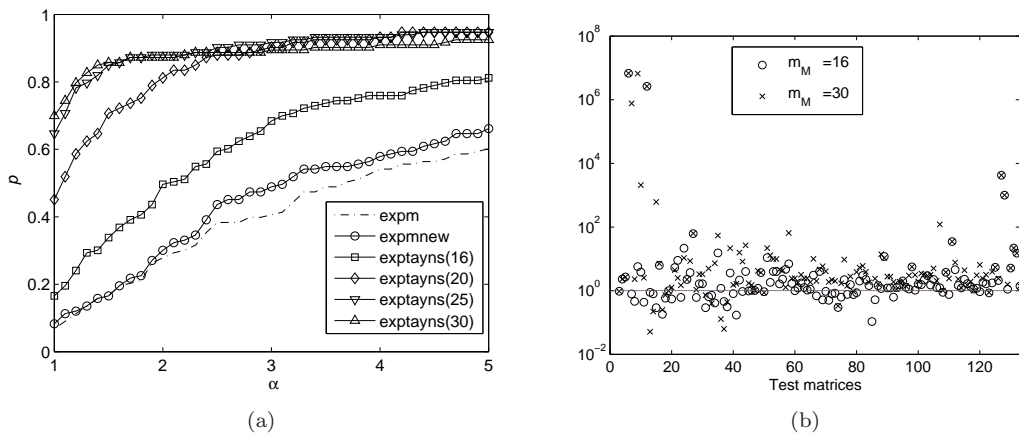 1
0.8
0.6
0.4
0.2
0
p
1
2
3
4
5
α
expm
expmnew
exptayns(16)
exptayns(20)
exptayns(25)
exptayns(30)
(a)
10^8
10^6
10^4
10^2
10^0
10^−2
m_M =16
m_M =30
0
20
40
60
80
100
120
Test matrices
(b)